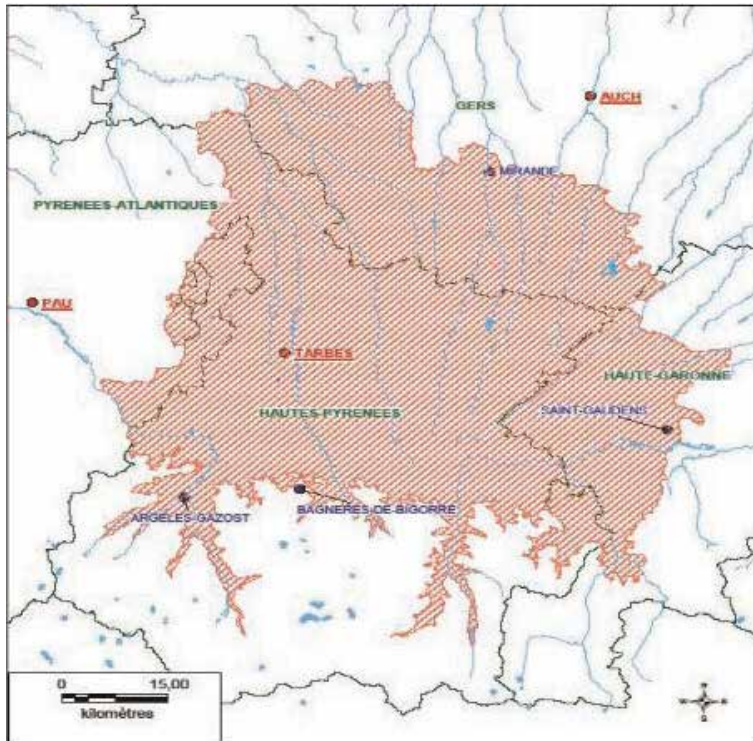 AUCH
GERS
MIRANDE
PYRENEES-ATLANTIQUES
PAU
TARBES
HAUTE-GARONNE
HAUTES-PYRENEES
SAINT-GAUDENS
BAGNERES-DE-BIGORRE
ARGELES-GAZOST
0 15,00
kilomètres